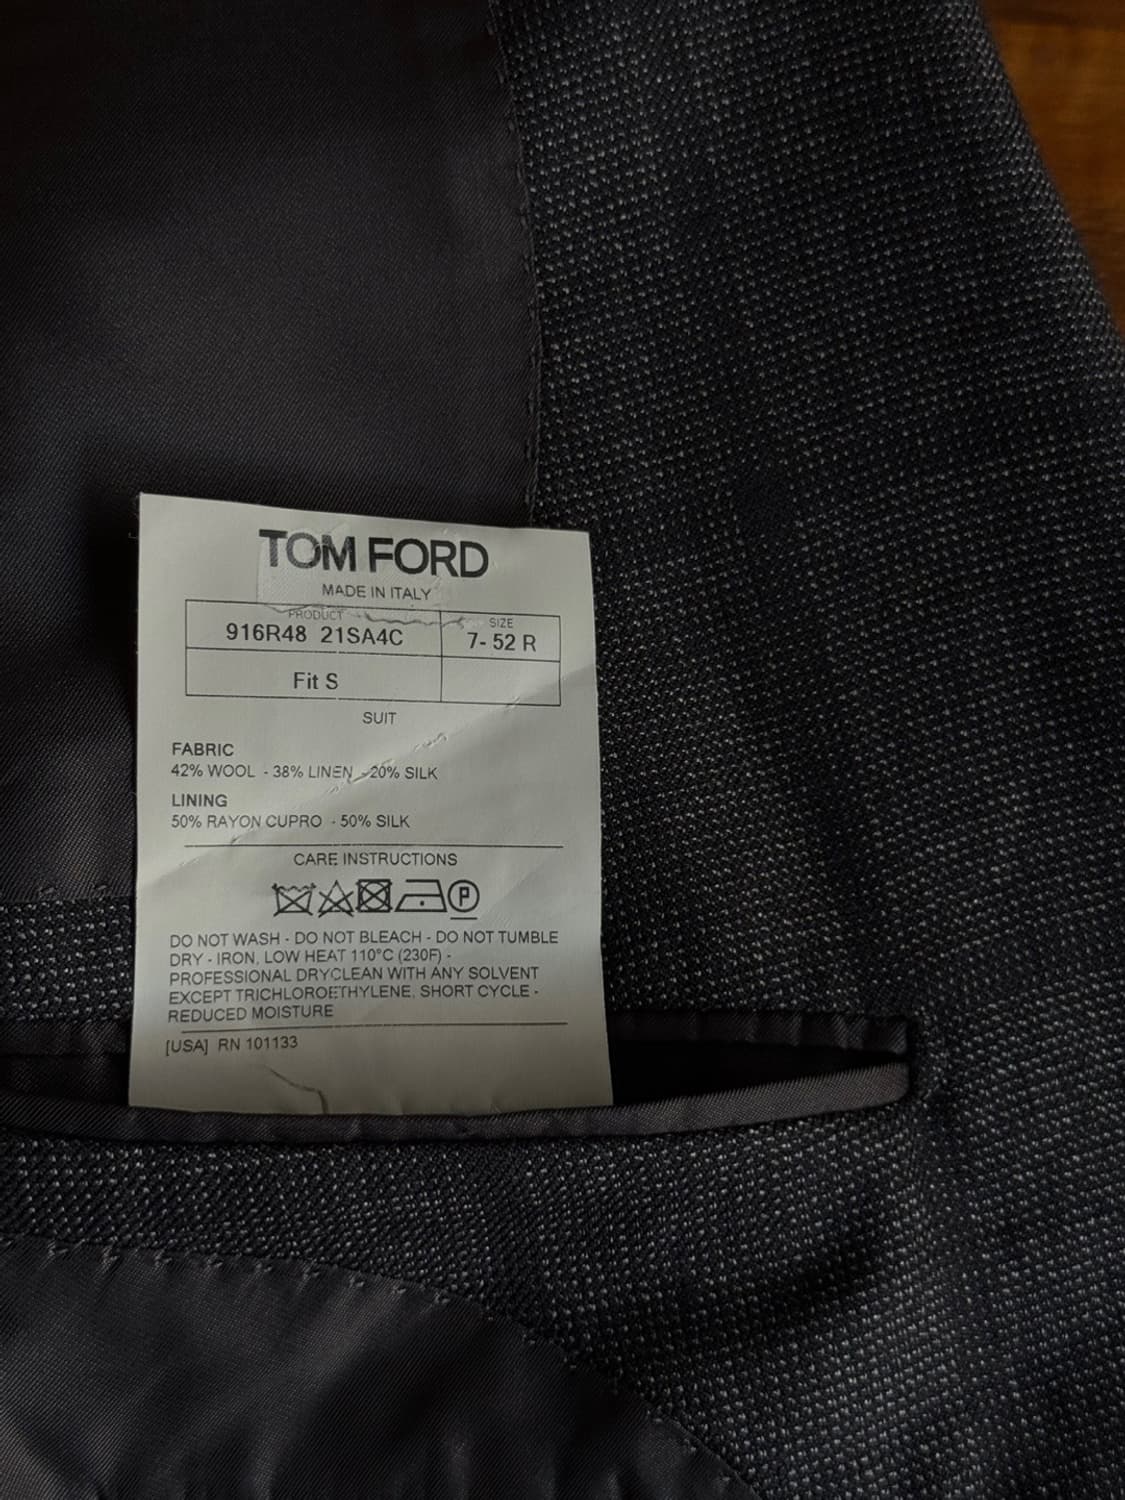 TOM FORD
MADE IN ITALY
PRODUCT SIZE
916R48 21SA4C 7- 52 R
Fit S
SUIT
FABRIC
42% WOOL - 38% LINEN - 20% SILK
LINING
50% RAYON CUPRO - 50% SILK
CARE INSTRUCTIONS
P
DO NOT WASH - DO NOT BLEACH - DO NOT TUMBLE
DRY - IRON, LOW HEAT 110°C (230F) -
PROFESSIONAL DRYCLEAN WITH ANY SOLVENT
EXCEPT TRICHLOROETHYLENE, SHORT CYCLE -
REDUCED MOISTURE
[USA] RN 101133